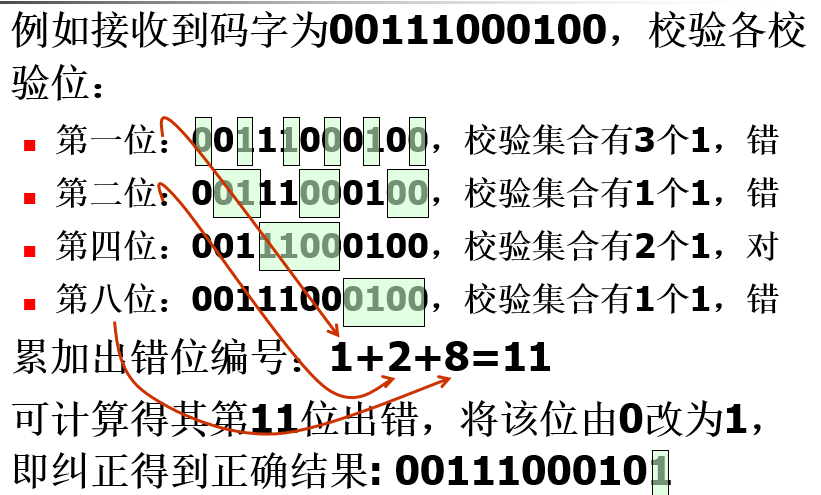 例如接收到码字为00111000100，校验各校
验位：
第一位：00111000100，校验集合有3个1，错
第二位：00111000100，校验集合有1个1，错
第四位：00111000100，校验集合有2个1，对
第八位：00111000100，校验集合有1个1，错
累加出错位编号：1+2+8=11
可计算得其第11位出错，将该位由0改为1，
即纠正得到正确结果: 00111000101